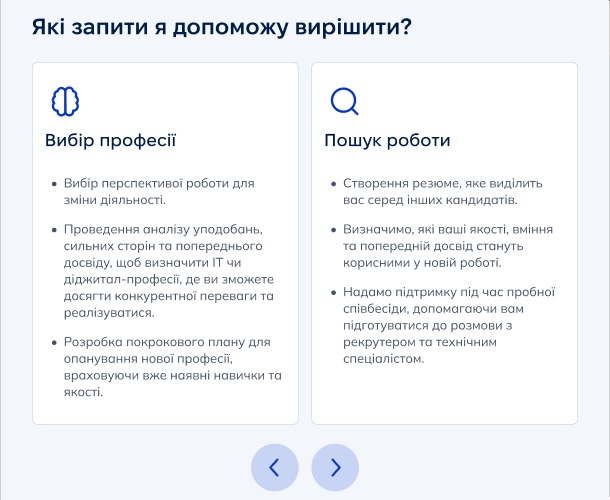 Які запити я допоможу вирішити?
Вибір професії
• Вибір перспективої роботи для
зміни діяльності.
• Проведення аналізу уподобань,
сильних сторін та попереднього
досвіду, щоб визначити ІТ чи
діджитал-професії, де ви зможете
досягти конкурентної переваги та
реалізуватися.
• Розробка покрокового плану для
опанування нової професії,
враховуючи вже наявні навички та
якості.
Пошук роботи
• Створення резюме, яке виділить
вас серед інших кандидатів.
• Визначимо, які ваші якості, вміння
та попередній досвід стануть
корисними у новій роботі.
• Надамо підтримку під час пробної
співбесіди, допомагаючи вам
підготуватися до розмови з
рекрутером та технічним
спеціалістом.